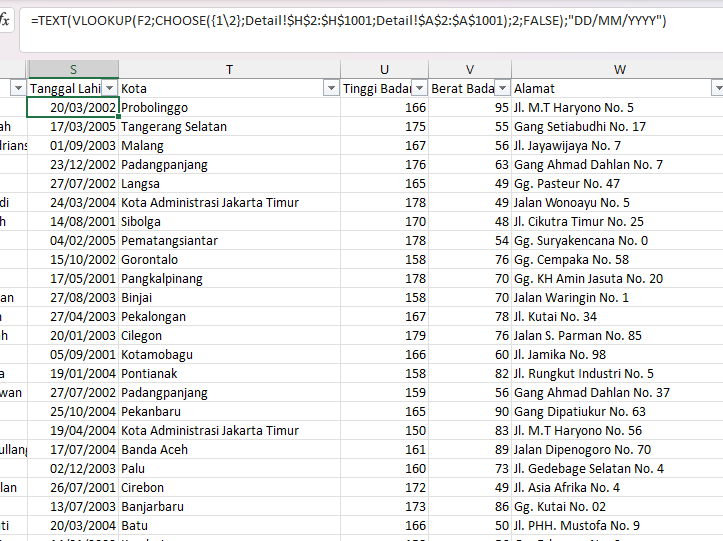 fx =TEXT(VLOOKUP(F2;CHOOSE({1\2};Detail!$H$2:$H$1001;Detail!$A$2:$A$1001);2;FALSE);"DD/MM/YYYY")
S T U V W
Tanggal Lahi Kota Tinggi Badan Berat Bada Alamat
20/03/2002 Probolinggo 166 95 Jl. M.T Haryono No. 5
ah 17/03/2005 Tangerang Selatan 175 55 Gang Setiabudhi No. 17
drians 01/09/2003 Malang 167 56 Jl. Jayawijaya No. 7
23/12/2002 Padangpanjang 176 63 Gang Ahmad Dahlan No. 7
27/07/2002 Langsa 165 49 Gg. Pasteur No. 47
di 24/03/2004 Kota Administrasi Jakarta Timur 178 49 Jalan Wonoayu No. 5
h 14/08/2001 Sibolga 170 48 Jl. Cikutra Timur No. 25
04/02/2005 Pematangsiantar 178 54 Gg. Suryakencana No. 0
15/10/2002 Gorontalo 158 76 Gg. Cempaka No. 58
17/05/2001 Pangkalpinang 178 70 Gg. KH Amin Jasuta No. 20
an 27/08/2003 Binjai 158 70 Jalan Waringin No. 1
27/04/2003 Pekalongan 167 78 Jl. Kutai No. 34
h 20/01/2003 Cilegon 179 76 Jalan S. Parman No. 85
05/09/2001 Kotamobagu 166 60 Jl. Jamika No. 98
a 19/01/2004 Pontianak 158 82 Jl. Rungkut Industri No. 5
wan 27/07/2002 Padangpanjang 159 56 Gang Ahmad Dahlan No. 37
25/10/2004 Pekanbaru 165 90 Gang Dipatiukur No. 63
19/04/2004 Kota Administrasi Jakarta Timur 150 83 Jl. M.T Haryono No. 56
ullang 17/07/2004 Banda Aceh 161 89 Jalan Dipenogoro No. 70
02/12/2003 Palu 160 73 Jl. Gedebage Selatan No. 4
lan 26/07/2001 Cirebon 172 49 Jl. Asia Afrika No. 4
13/07/2003 Banjarbaru 173 86 Gg. Kutai No. 02
ti 20/03/2004 Batu 166 50 Jl. PHH. Mustofa No. 9